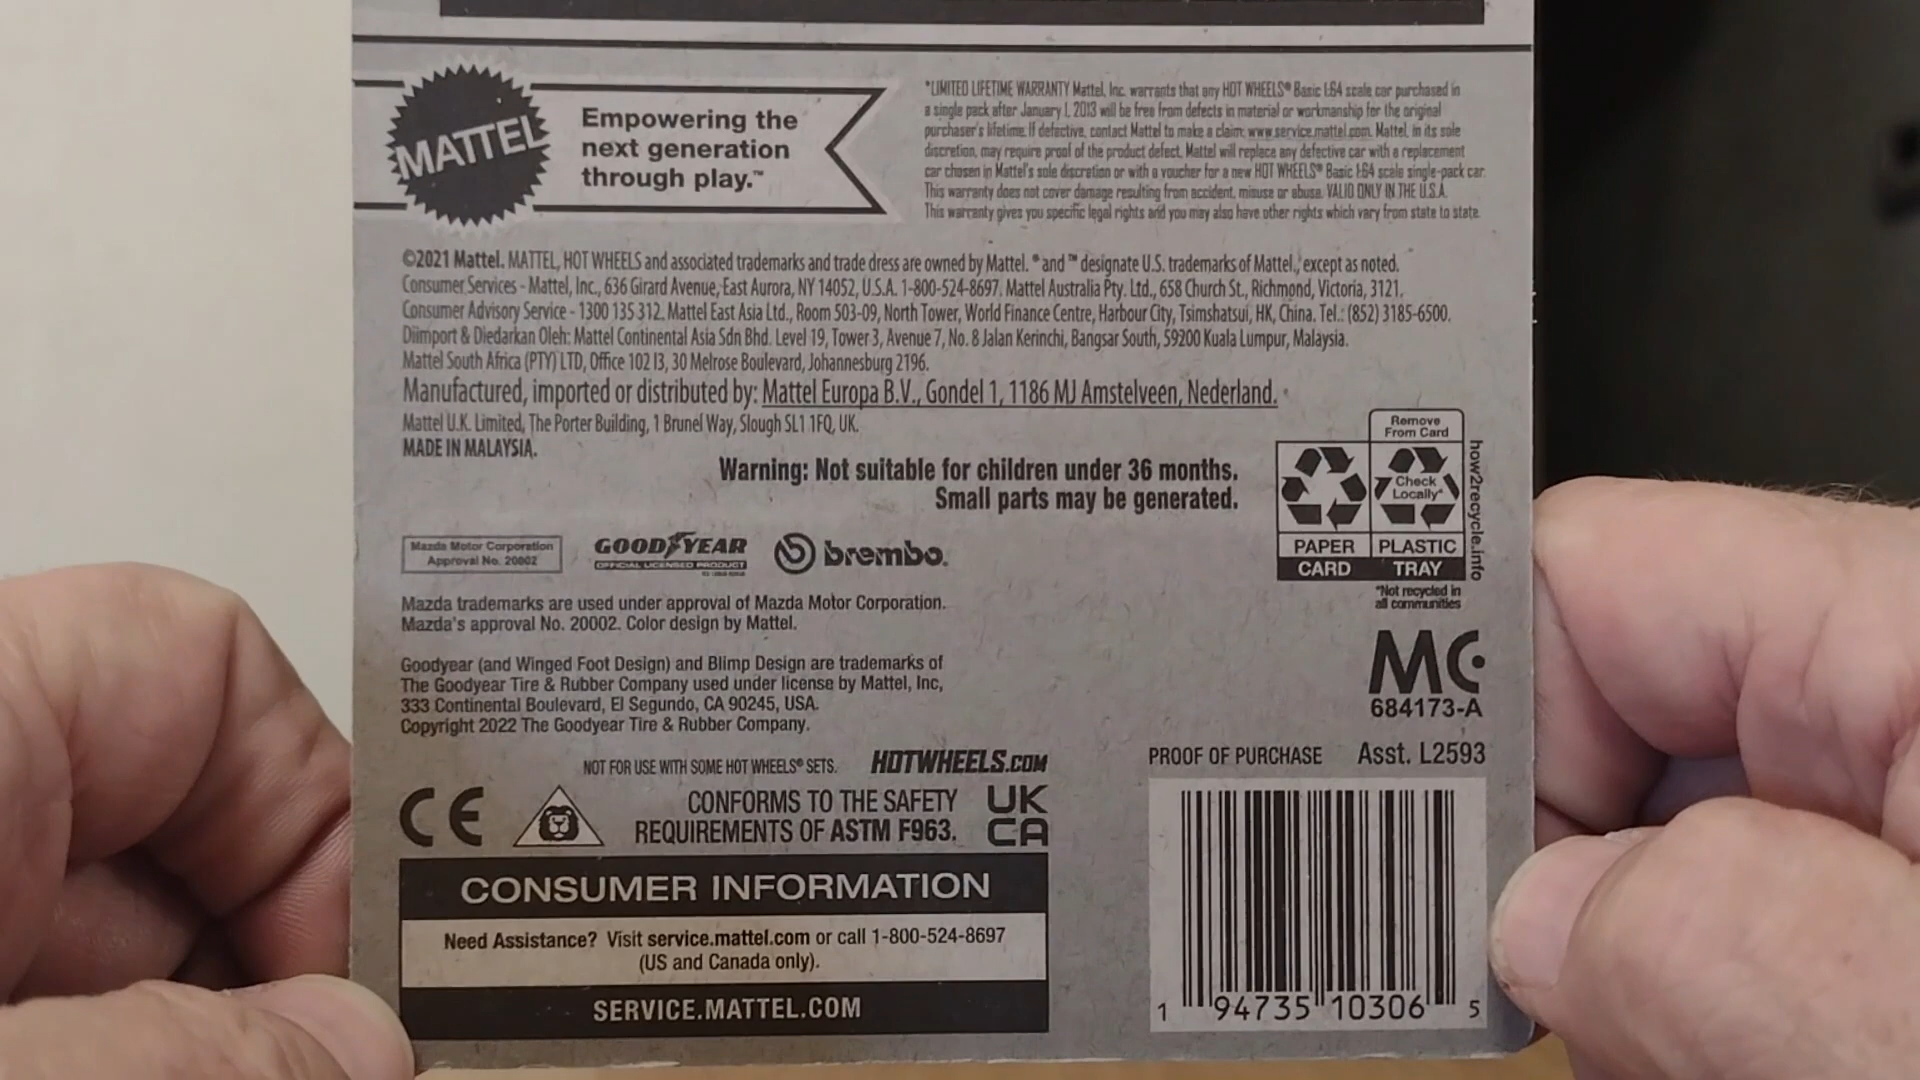 MATTEL
Empowering the
next generation
through play.™
*LIMITED LIFETIME WARRANTY Mattel, Inc. warrants that any HOT WHEELS® Basic 1:64 scale car purchased in
a single pack after January 1, 2013 will be free from defects in material or workmanship for the original
purchaser's lifetime. If defective, contact Mattel to make a claim: www.service.mattel.com. Mattel, in its sole
discretion, may require proof of the product defect. Mattel will replace any defective car with a replacement
car chosen in Mattel's sole discretion or with a voucher for a new HOT WHEELS® Basic 1:64 scale single-pack car.
This warranty does not cover damage resulting from accident, misuse or abuse. VALID ONLY IN THE U.S.A.
This warranty gives you specific legal rights and you may also have other rights which vary from state to state.
©2021 Mattel. MATTEL, HOT WHEELS and associated trademarks and trade dress are owned by Mattel. ® and ™ designate U.S. trademarks of Mattel, except as noted.
Consumer Services - Mattel, Inc., 636 Girard Avenue, East Aurora, NY 14052, U.S.A. 1-800-524-8697. Mattel Australia Pty. Ltd., 658 Church St., Richmond, Victoria, 3121.
Consumer Advisory Service - 1300 135 312. Mattel East Asia Ltd., Room 503-09, North Tower, World Finance Centre, Harbour City, Tsimshatsui, HK, China. Tel.: (852) 3185-6500.
Diimport & Diedarkan Oleh: Mattel Continental Asia Sdn Bhd. Level 19, Tower 3, Avenue 7, No. 8 Jalan Kerinchi, Bangsar South, 59200 Kuala Lumpur, Malaysia.
Mattel South Africa (PTY) LTD, Office 102 I3, 30 Melrose Boulevard, Johannesburg 2196.
Manufactured, imported or distributed by: Mattel Europa B.V., Gondel 1, 1186 MJ Amstelveen, Nederland.
Mattel U.K. Limited, The Porter Building, 1 Brunel Way, Slough SL1 1FQ, UK.
MADE IN MALAYSIA.
Warning: Not suitable for children under 36 months.
Small parts may be generated.
Remove
From Card
Check
Locally*
PAPER
CARD
PLASTIC
TRAY
how2recycle.info
*Not recycled in
all communities
Mazda Motor Corporation
Approval No. 20002
GOODYEAR
OFFICIAL LICENSED PRODUCT
brembo.
Mazda trademarks are used under approval of Mazda Motor Corporation.
Mazda's approval No. 20002. Color design by Mattel.
Goodyear (and Winged Foot Design) and Blimp Design are trademarks of
The Goodyear Tire & Rubber Company used under license by Mattel, Inc,
333 Continental Boulevard, El Segundo, CA 90245, USA.
Copyright 2022 The Goodyear Tire & Rubber Company.
MC
684173-A
NOT FOR USE WITH SOME HOT WHEELS® SETS.
HOTWHEELS.COM
PROOF OF PURCHASE Asst. L2593
CE
CONFORMS TO THE SAFETY
REQUIREMENTS OF ASTM F963.
UK
CA
CONSUMER INFORMATION
Need Assistance? Visit service.mattel.com or call 1-800-524-8697
(US and Canada only).
SERVICE.MATTEL.COM
1 94735 10306 5